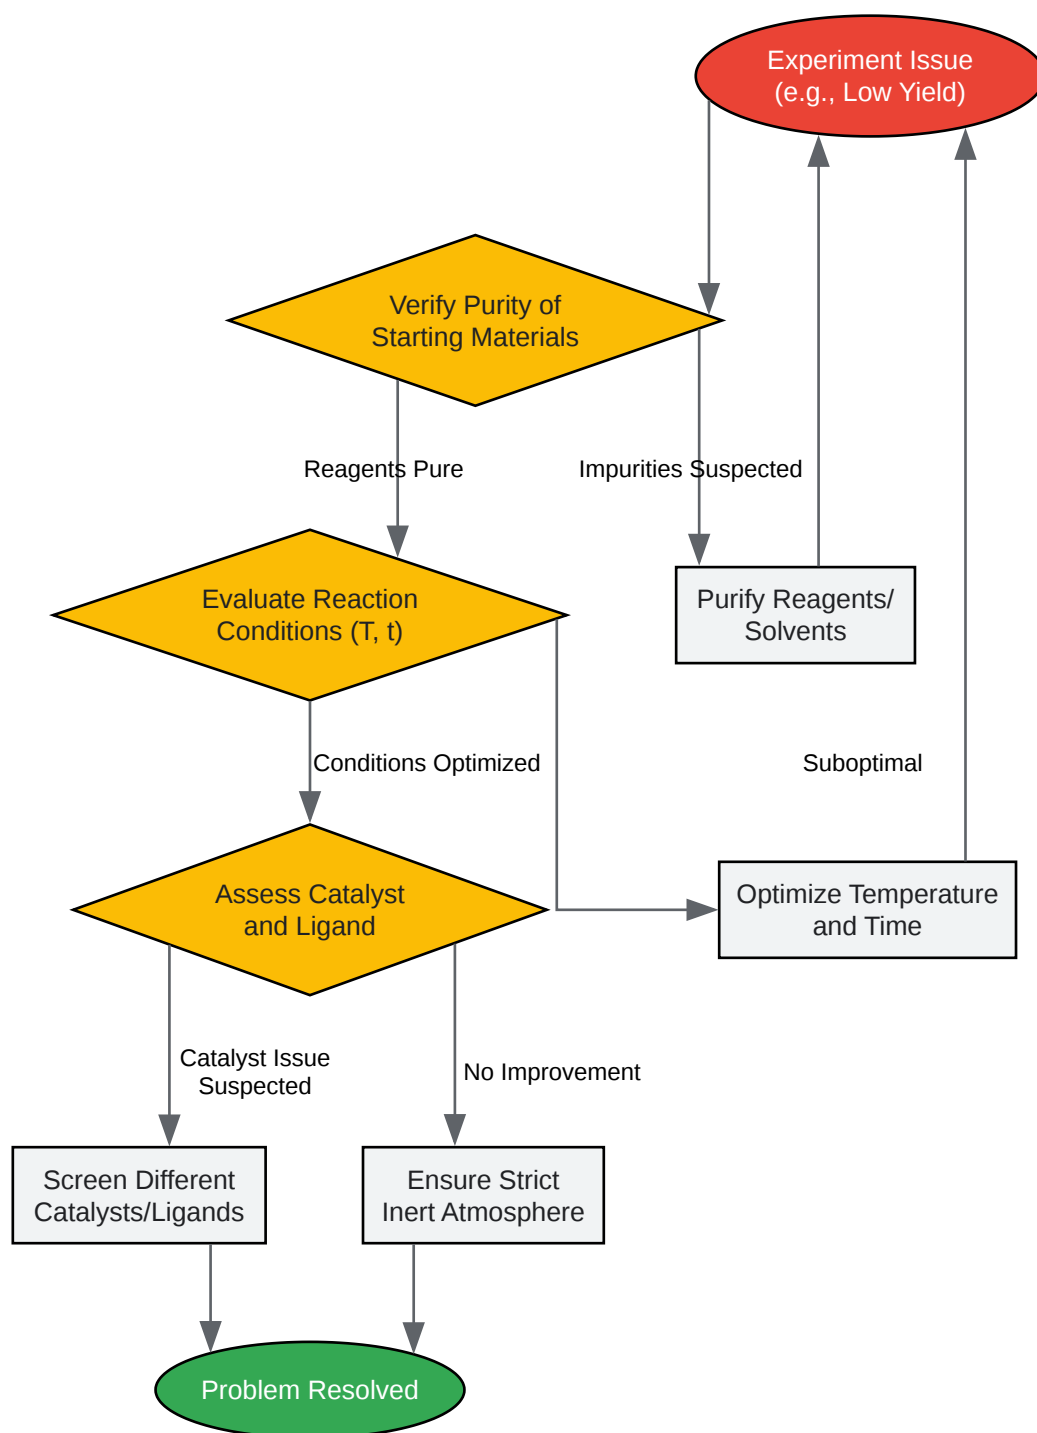 Experiment Issue
(e.g., Low Yield)
Verify Purity of
Starting Materials
Reagents Pure
Impurities Suspected
Evaluate Reaction
Conditions (T, t)
Purify Reagents/
Solvents
Conditions Optimized
Suboptimal
Assess Catalyst
and Ligand
Optimize Temperature
and Time
Catalyst Issue
Suspected
No Improvement
Screen Different
Catalysts/Ligands
Ensure Strict
Inert Atmosphere
Problem Resolved